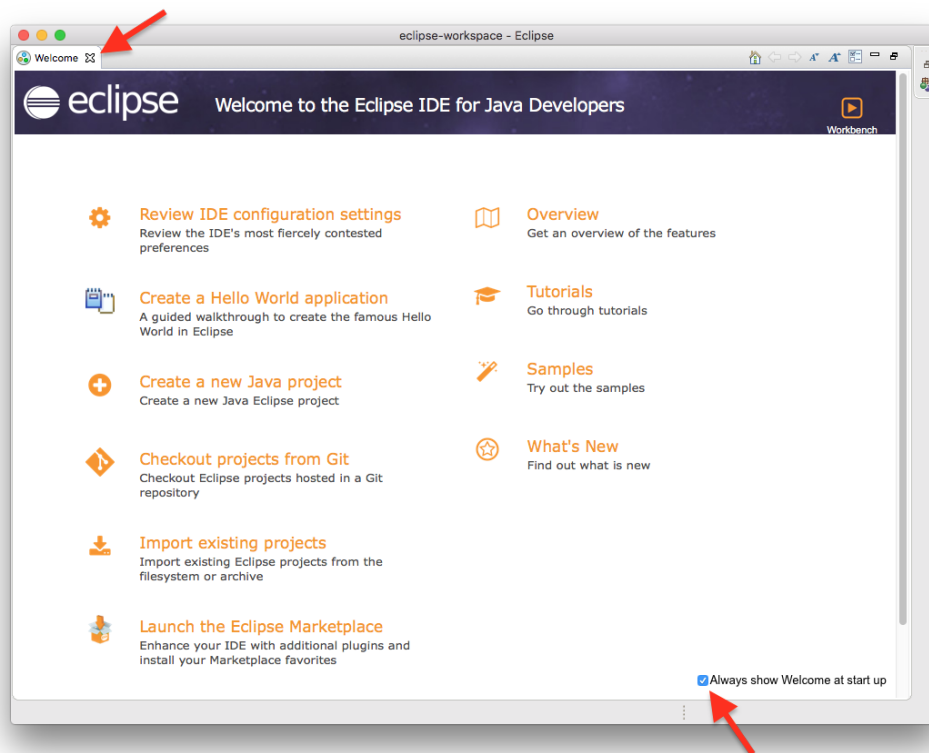 eclipse-workspace - Eclipse
Welcome
eclipse
Welcome to the Eclipse IDE for Java Developers
Workbench
Review IDE configuration settings
Review the IDE's most fiercely contested
preferences
Create a Hello World application
A guided walkthrough to create the famous Hello
World in Eclipse
Create a new Java project
Create a new Java Eclipse project
Checkout projects from Git
Checkout Eclipse projects hosted in a Git
repository
Import existing projects
Import existing Eclipse projects from the
filesystem or archive
Launch the Eclipse Marketplace
Enhance your IDE with additional plugins and
install your Marketplace favorites
Overview
Get an overview of the features
Tutorials
Go through tutorials
Samples
Try out the samples
What's New
Find out what is new
Always show Welcome at start up